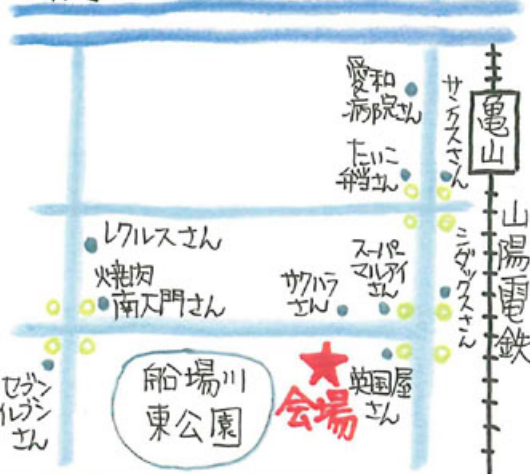 愛和
病院さん
サンクスさん
亀山
たいこ
弁当さん
山陽電鉄
レクルスさん
スーパー
マルアイ
さん
シダックスさん
焼肉
南大門さん
サクハラ
さん
船場川
東公園
会場
英国屋
さん
セブン
イレブン
さん